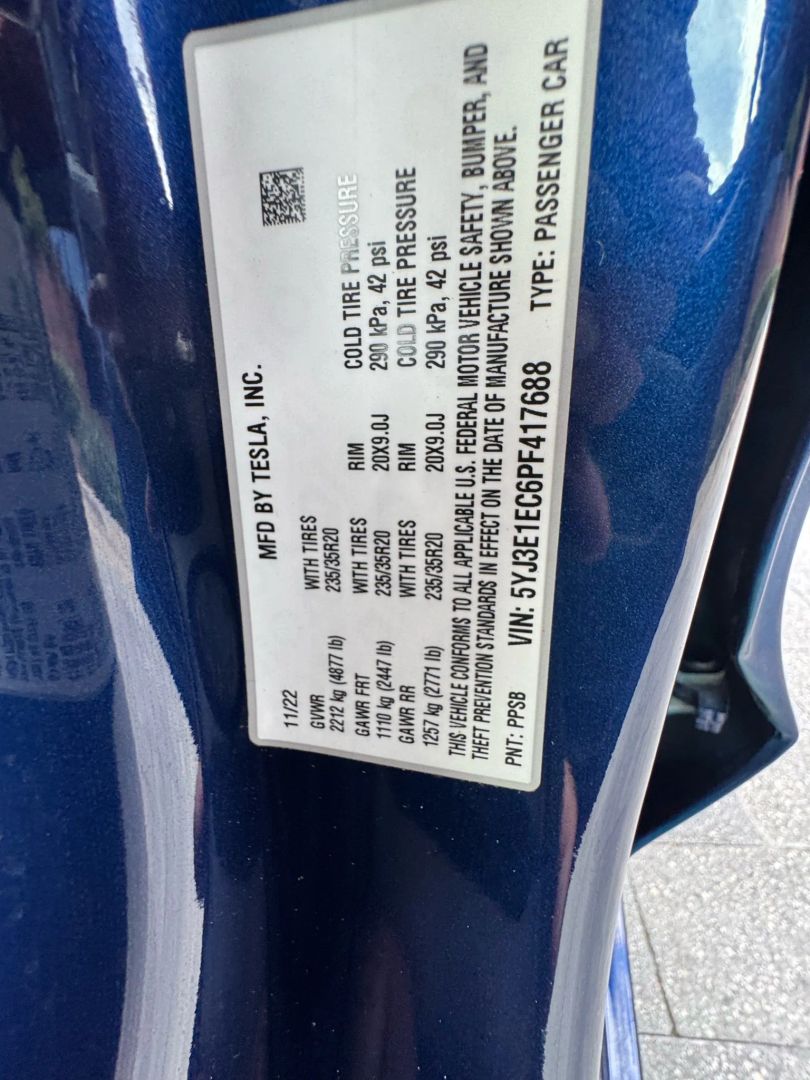 MFD BY TESLA, INC.
11/22
GVWR WITH TIRES
2212 kg (4877 lb) 235/35R20
GAWR FRT WITH TIRES RIM COLD TIRE PRESSURE
1110 kg (2447 lb) 235/35R20 20X9.0J 290 kPa, 42 psi
GAWR RR WITH TIRES RIM COLD TIRE PRESSURE
1257 kg (2771 lb) 235/35R20 20X9.0J 290 kPa, 42 psi
THIS VEHICLE CONFORMS TO ALL APPLICABLE U.S. FEDERAL MOTOR VEHICLE SAFETY, BUMPER, AND
THEFT PREVENTION STANDARDS IN EFFECT ON THE DATE OF MANUFACTURE SHOWN ABOVE.
PNT: PPSB VIN: 5YJ3E1EC6PF417688 TYPE: PASSENGER CAR